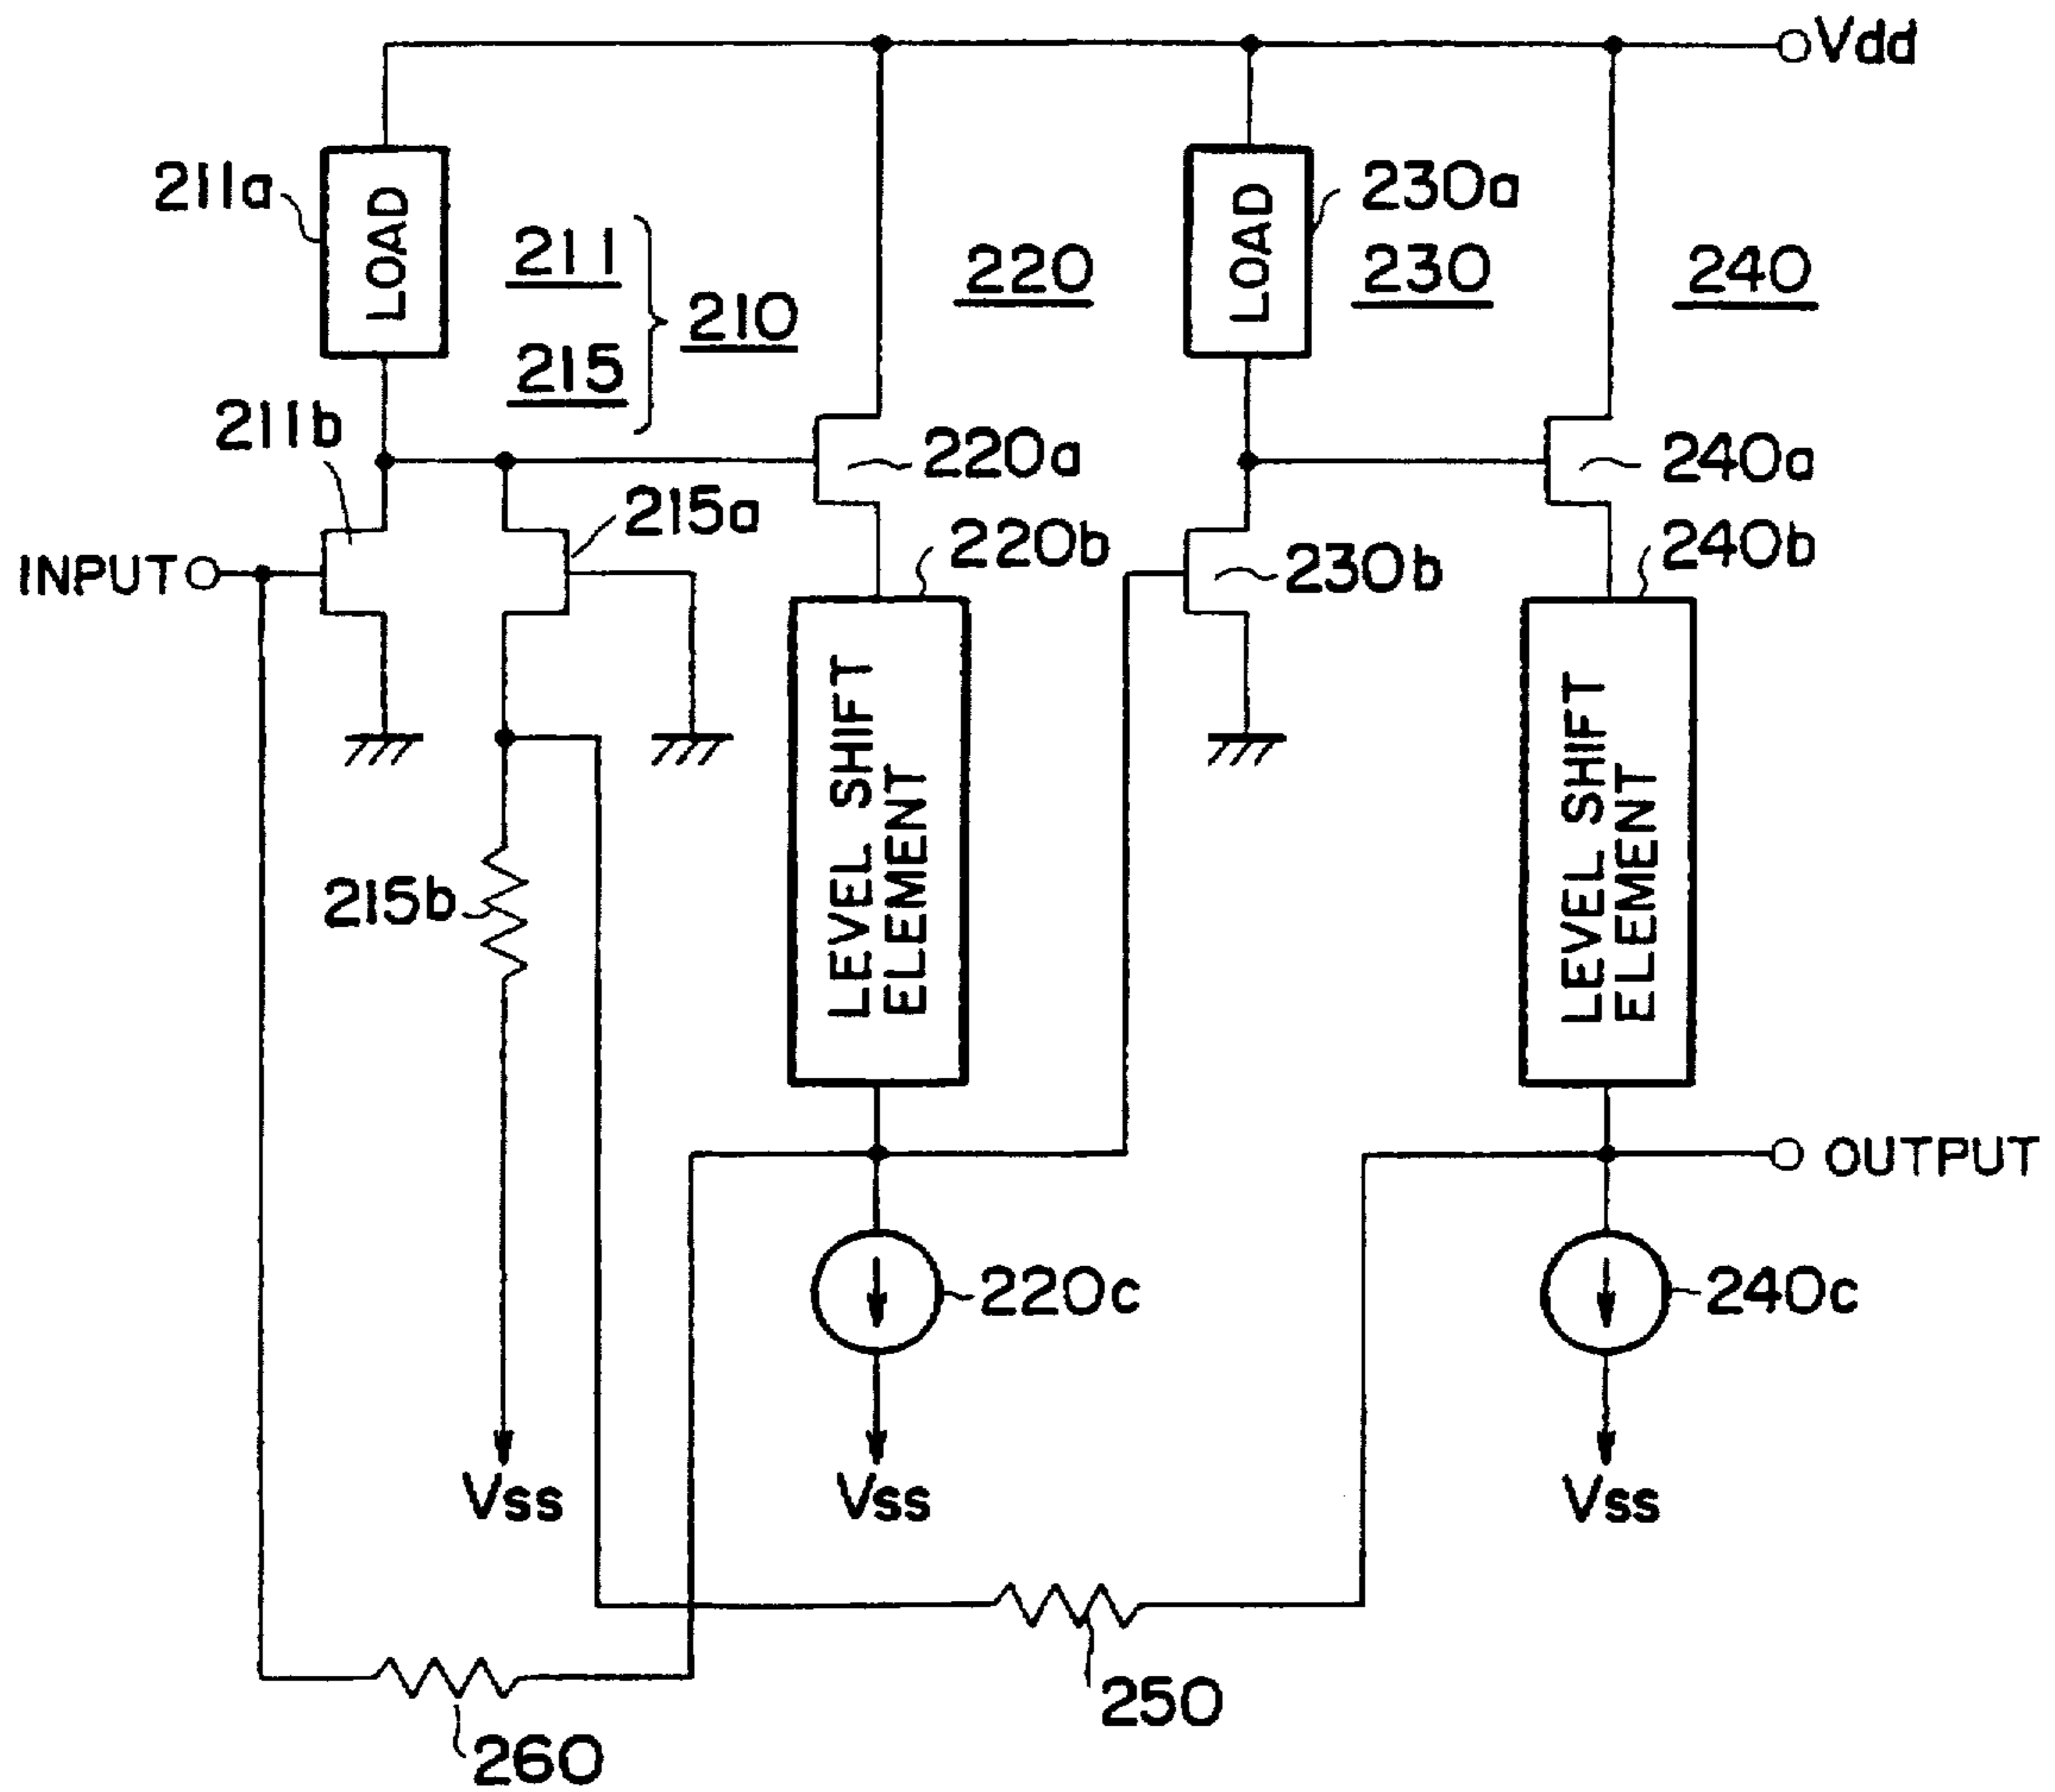 Vdd
211a
LOAD
211
215
210
220
LOAD
230a
230
240
211b
220a
240a
215a
220b
230b
240b
INPUT
215b
LEVEL SHIFT
ELEMENT
LEVEL SHIFT
ELEMENT
OUTPUT
220c
240c
Vss
Vss
Vss
250
260